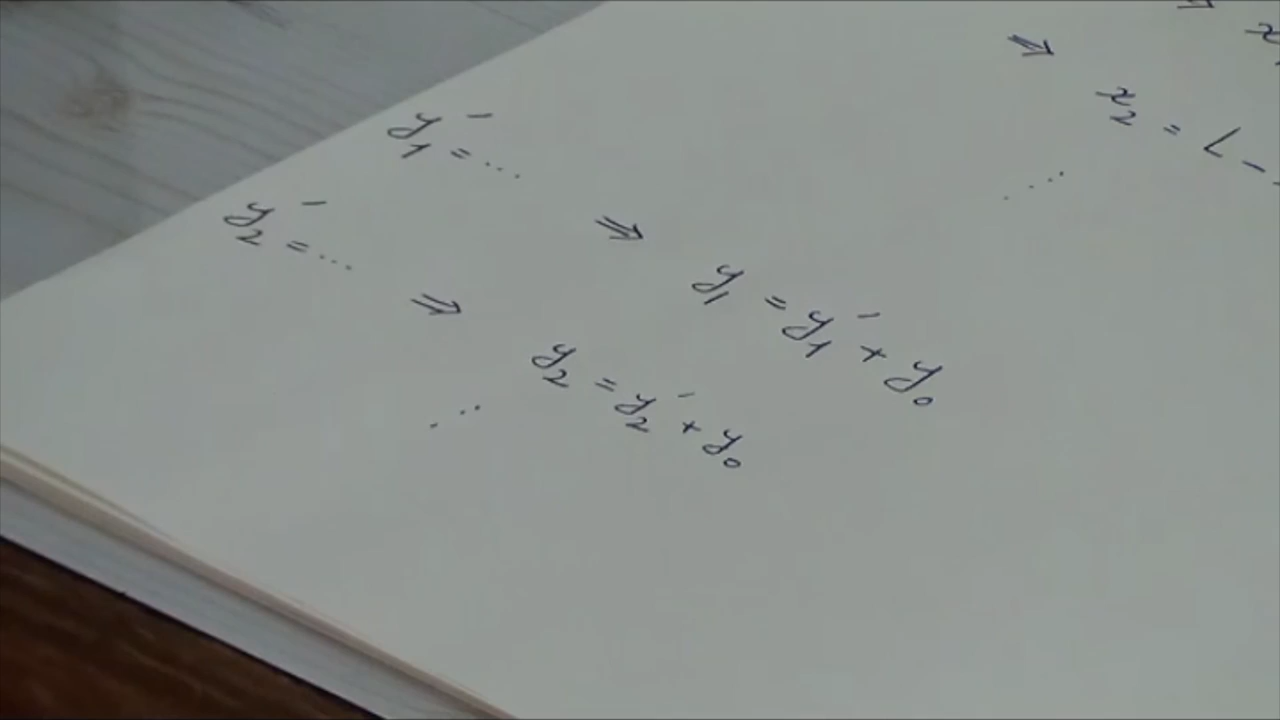 ⇒ x
⇒ x₂ = L -
...
y₁′ = ... ⇒ y₁ = y₁′ + y₀
y₂′ = ... ⇒ y₂ = y₂′ + y₀
...